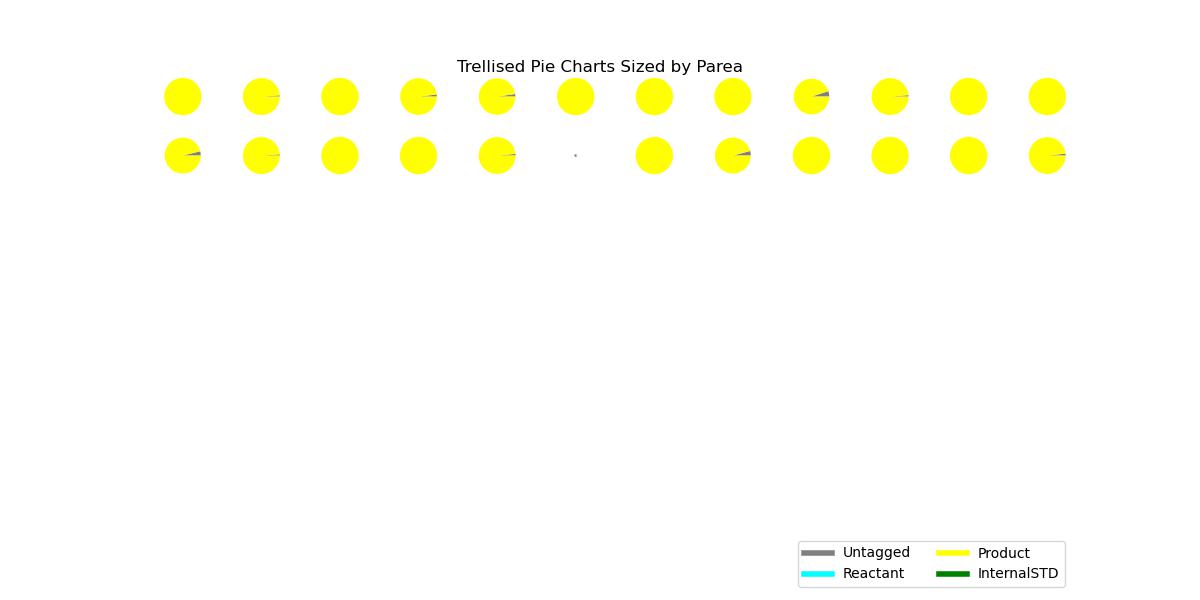 Trellised Pie Charts Sized by Parea
Untagged
Product
Reactant
InternalSTD